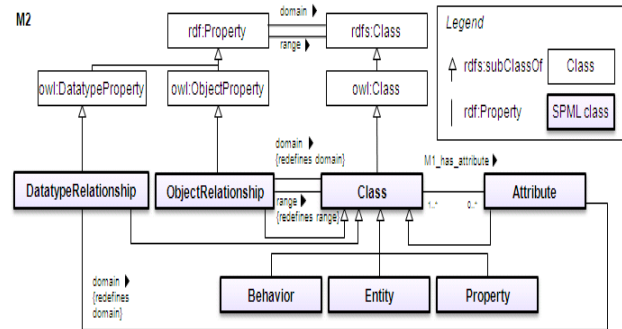 M2
domain ▶
rdf:Property
rdfs:Class
range ▶
Legend
rdfs:subClassOf
Class
rdf:Property
SPML class
owl:DatatypeProperty
owl:ObjectProperty
owl:Class
domain ▶
{redefines domain}
M1_has_attribute ▶
DatatypeRelationship
ObjectRelationship
Class
Attribute
range ▶
{redefines range}
1..*
0..*
domain ▶
{redefines
domain}
Behavior
Entity
Property